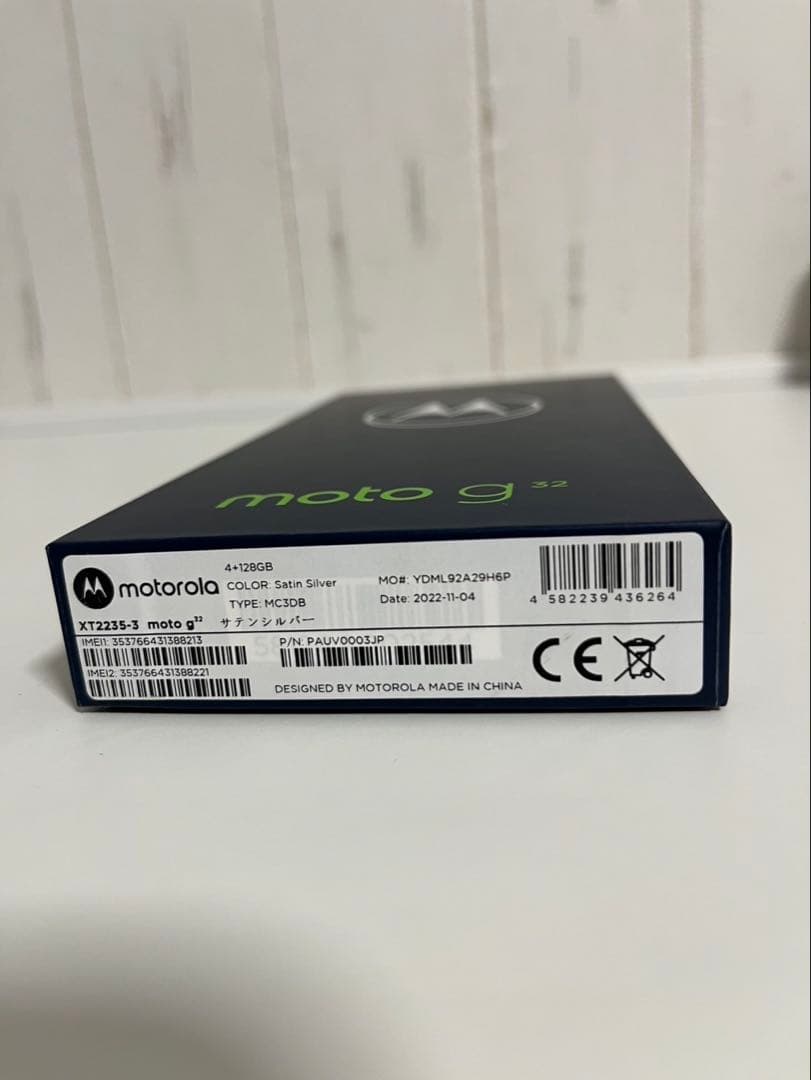 moto g 32
motorola
4+128GB
COLOR: Satin Silver
TYPE: MC3DB
XT2235-3 moto g32 サテンシルバー
MO#: YDML92A29H6P
Date: 2022-11-04
4 582239 436264
IMEI1: 353766431388213
IMEI2: 353766431388221
P/N: PAUV0003JP
DESIGNED BY MOTOROLA MADE IN CHINA
CE